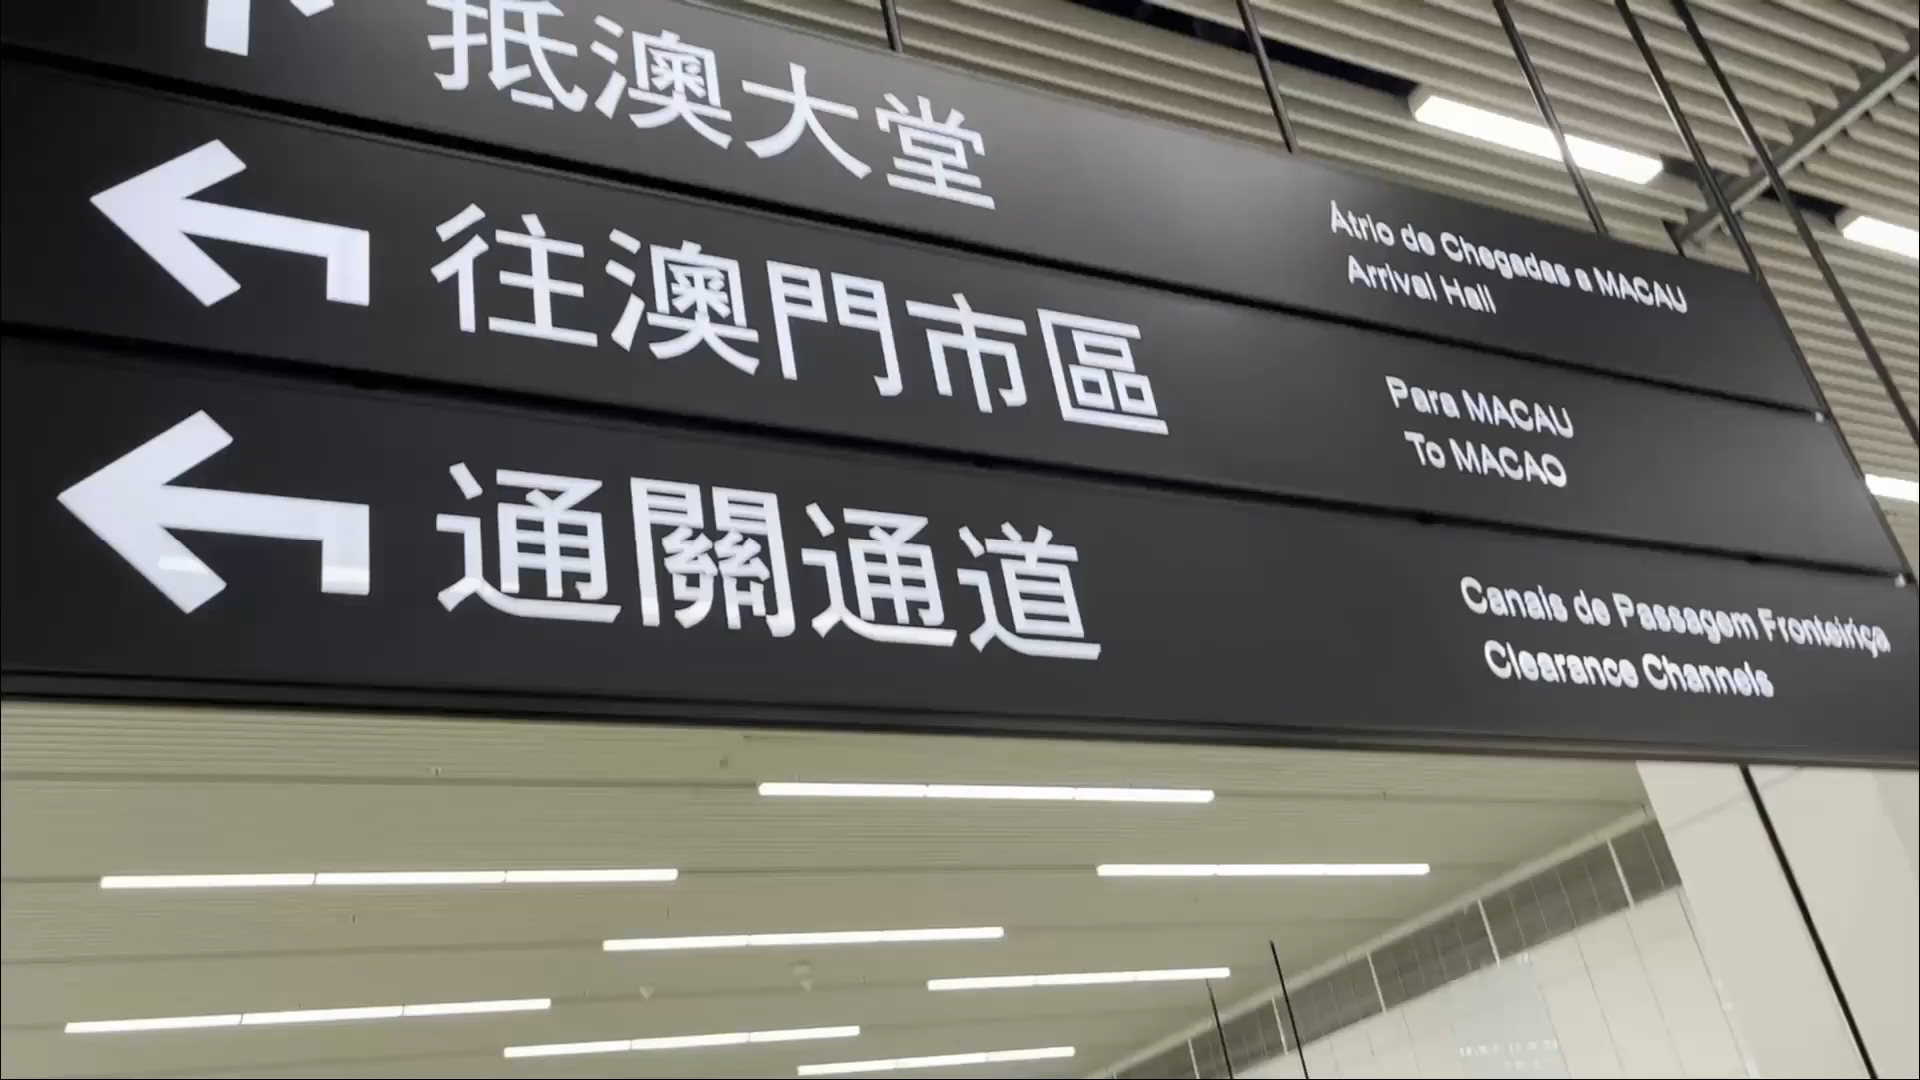 抵澳大堂
Átrio de Chegadas a MACAU
Arrival Hall
往澳門市區
Para MACAU
To MACAO
通關通道
Canais de Passagem Fronteiriça
Clearance Channels